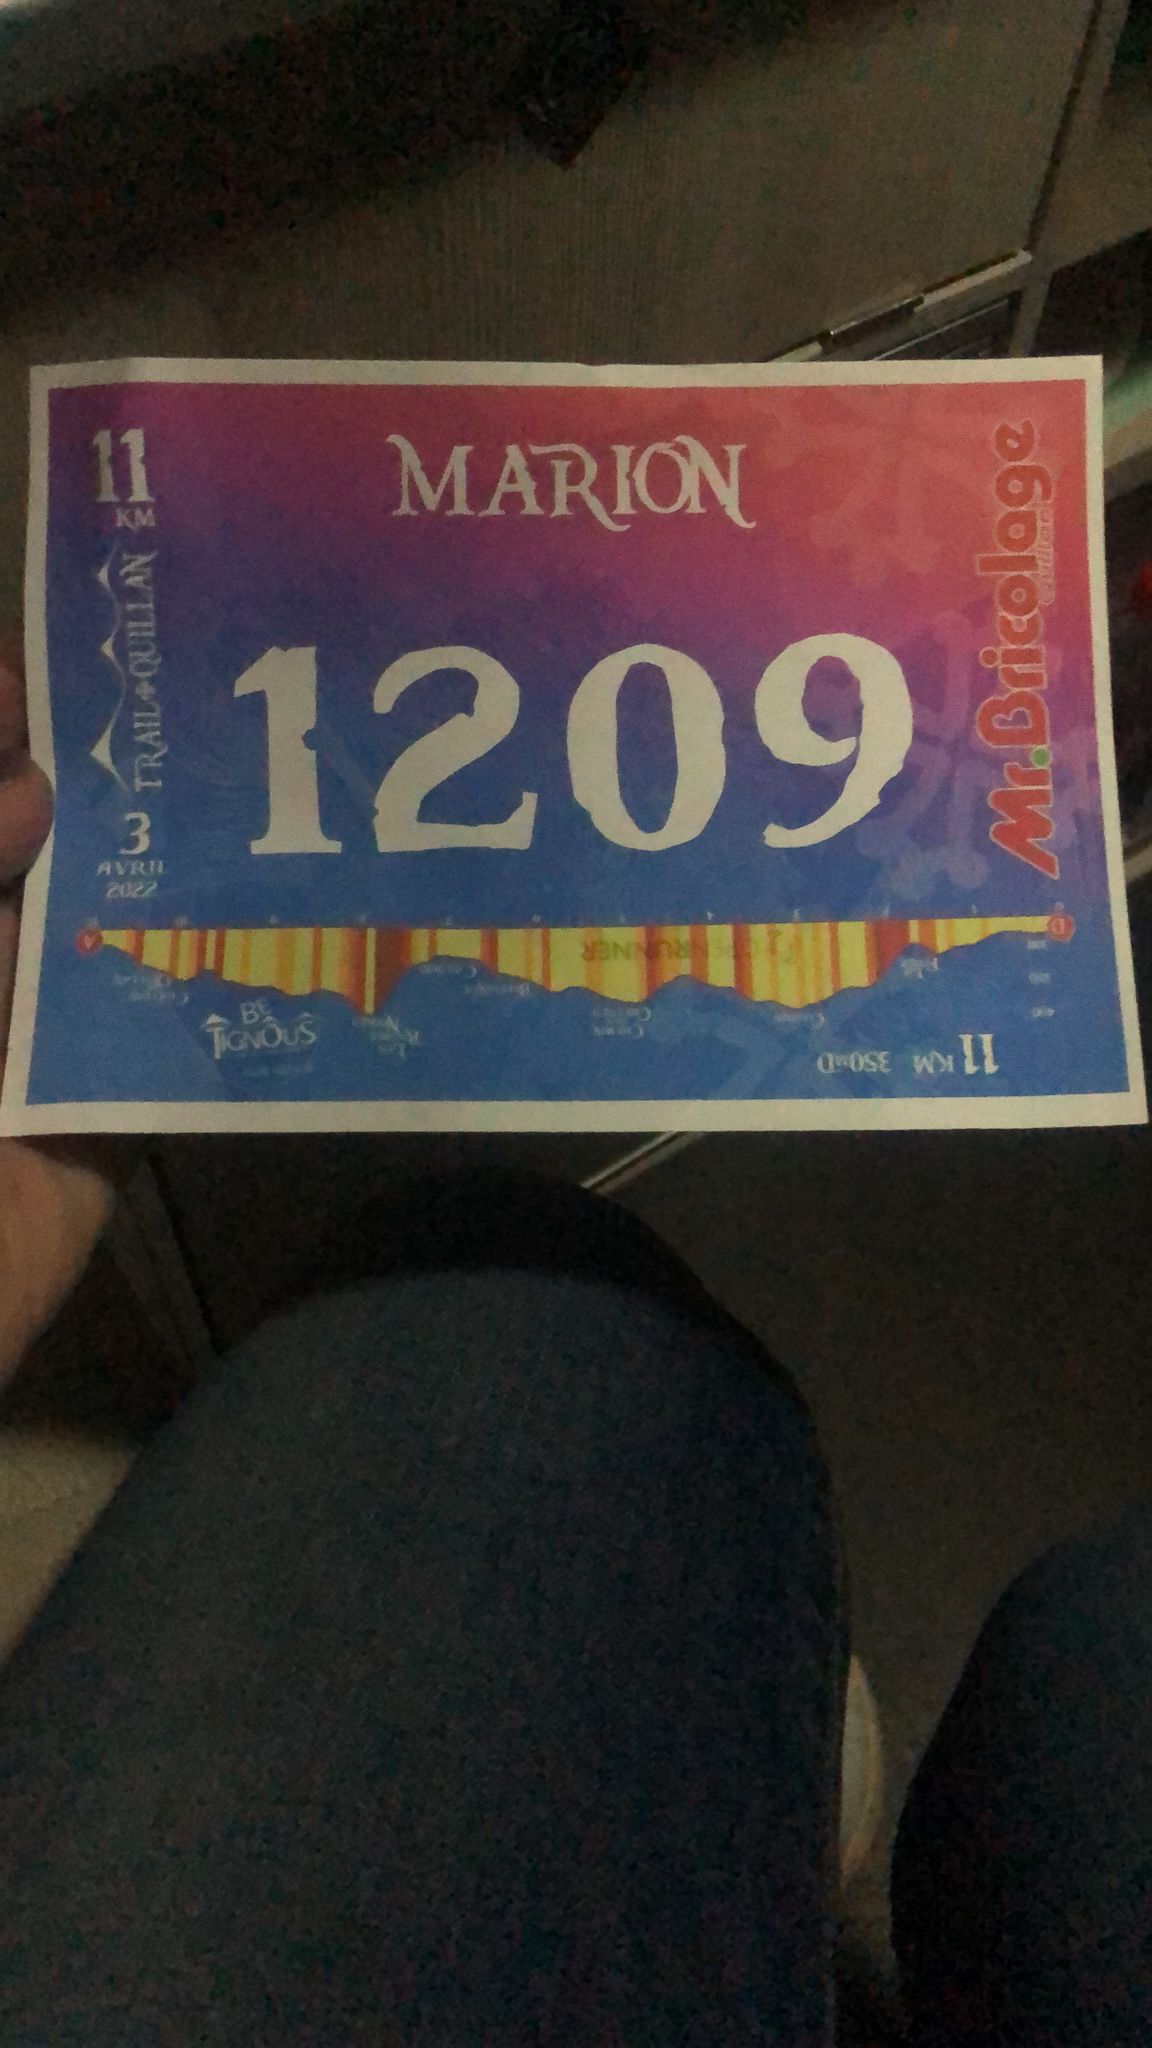 11
KM
TRAIL+QUILLAN
3
AVRIL
2022
MARION
1209
Mr.Bricolage
BE
TIGNOUS
11 KM 350mD